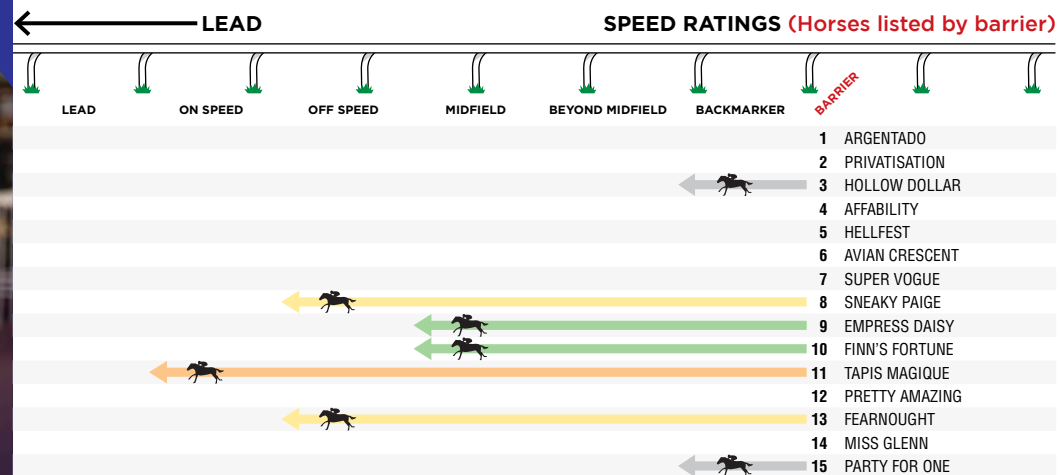 LEAD SPEED RATINGS (Horses listed by barrier)
LEAD ON SPEED OFF SPEED MIDFIELD BEYOND MIDFIELD BACKMARKER BARRIER
1 ARGENTADO
2 PRIVATISATION
3 HOLLOW DOLLAR
4 AFFABILITY
5 HELLFEST
6 AVIAN CRESCENT
7 SUPER VOGUE
8 SNEAKY PAIGE
9 EMPRESS DAISY
10 FINN'S FORTUNE
11 TAPIS MAGIQUE
12 PRETTY AMAZING
13 FEARNOUGHT
14 MISS GLENN
15 PARTY FOR ONE